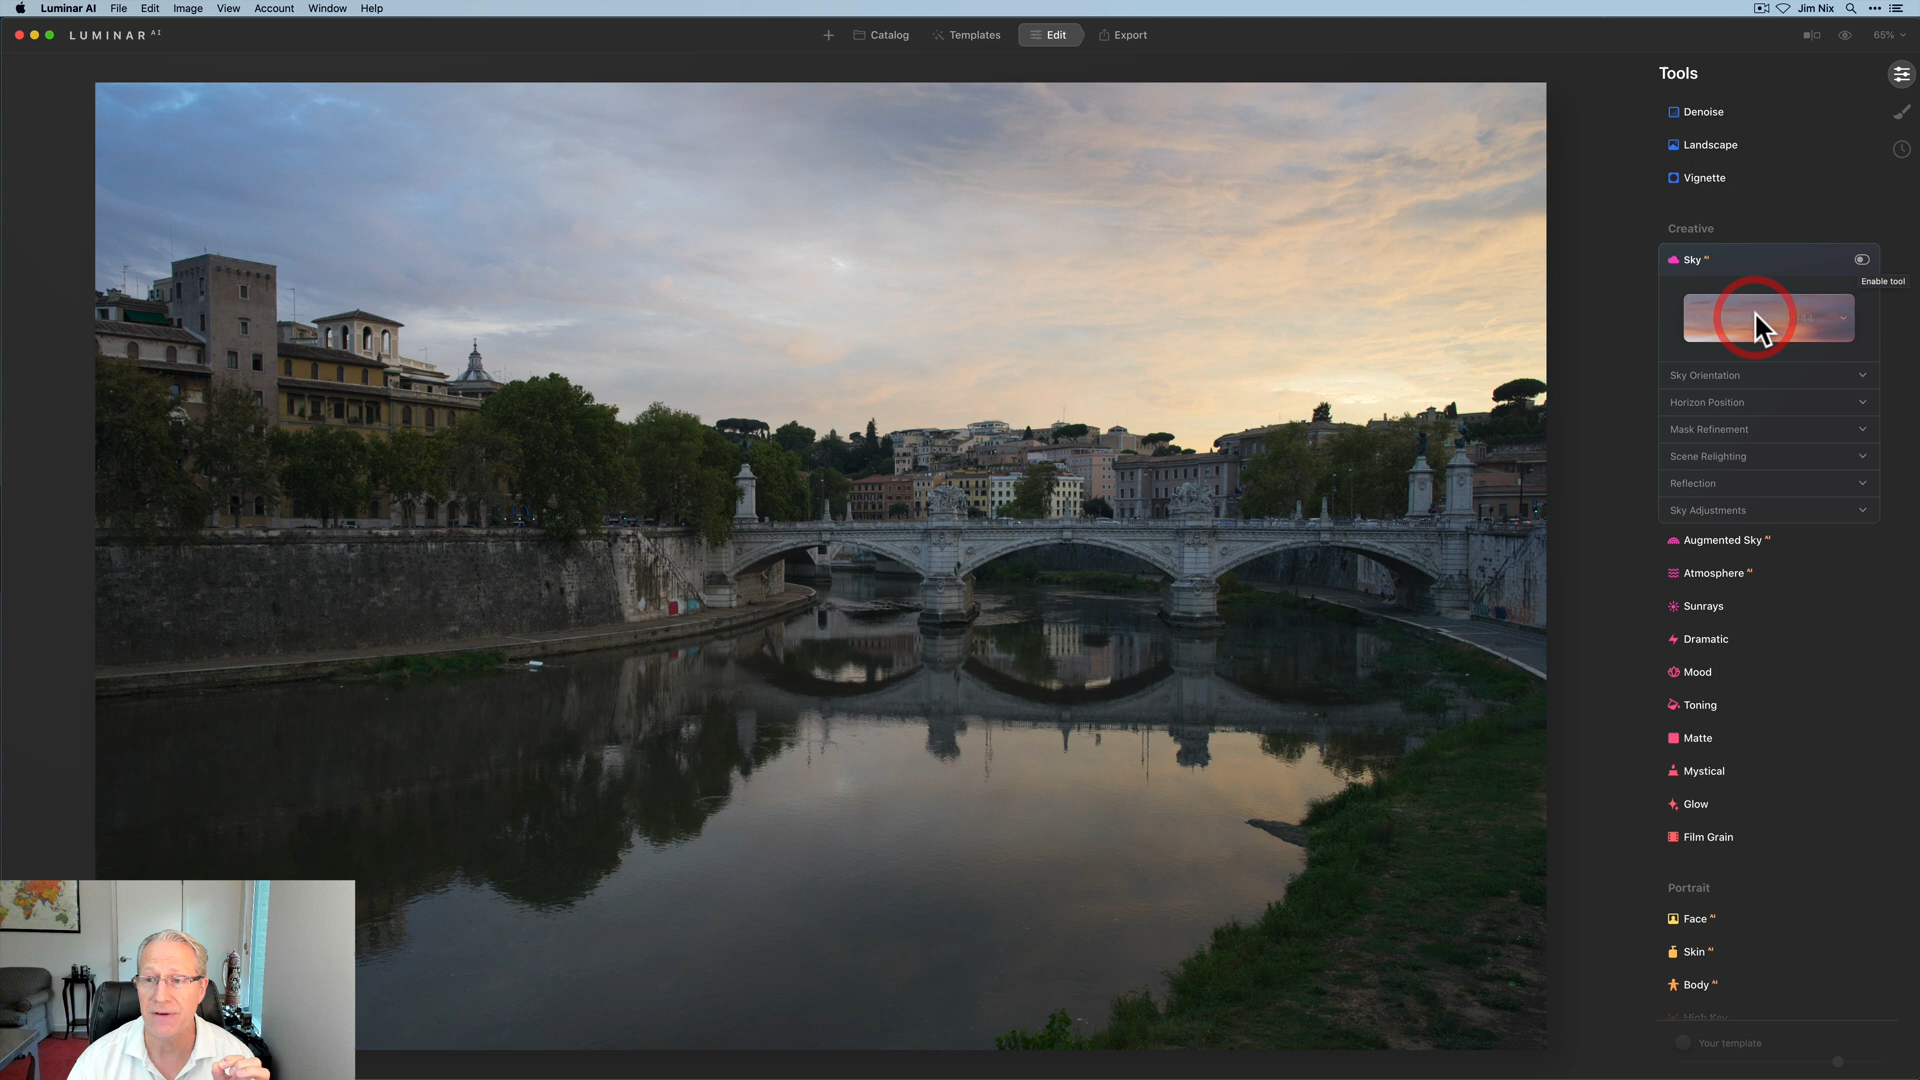 Luminar AI File Edit Image View Account Window Help
Jim Nix
LUMINAR AI
Catalog Templates Edit Export
65%
Tools
Denoise
Landscape
Vignette
Creative
Sky AI
Enable tool
Sky Orientation
Horizon Position
Mask Refinement
Scene Relighting
Reflection
Sky Adjustments
Augmented Sky AI
Atmosphere AI
Sunrays
Dramatic
Mood
Toning
Matte
Mystical
Glow
Film Grain
Portrait
Face AI
Skin AI
Body AI
High Key
Your template